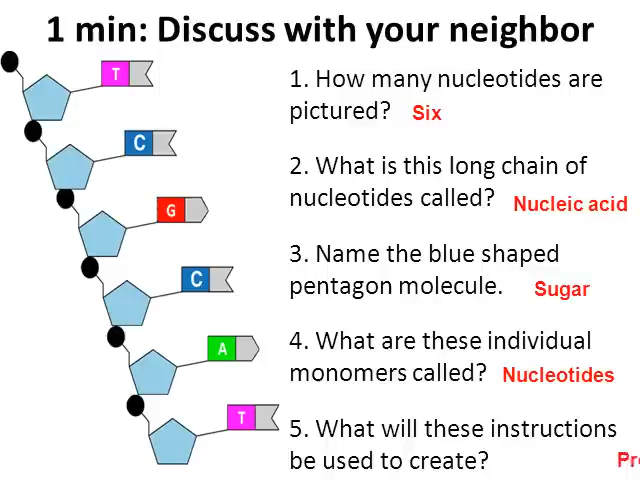 1 min: Discuss with your neighbor
T
C
G
C
A
T
1. How many nucleotides are
pictured? Six
2. What is this long chain of
nucleotides called? Nucleic acid
3. Name the blue shaped
pentagon molecule. Sugar
4. What are these individual
monomers called? Nucleotides
5. What will these instructions
be used to create?